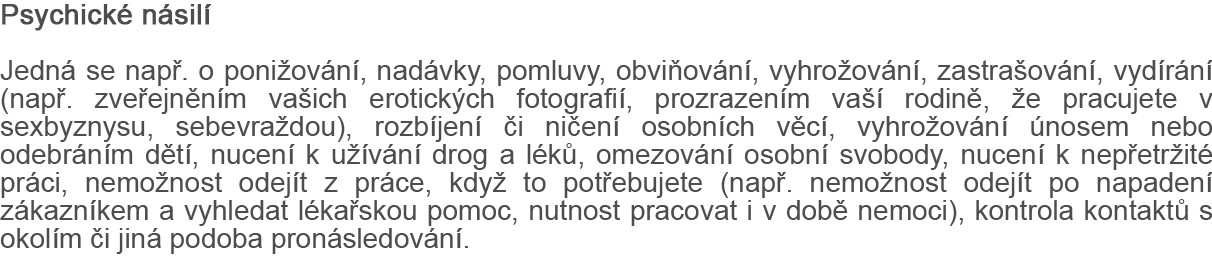 Psychické násilí
Jedná se např. o ponižování, nadávky, pomluvy, obviňování, vyhrožování, zastrašování, vydírání
(např. zveřejněním vašich erotických fotografií, prozrazením vaší rodině, že pracujete v
sexbyznysu, sebevraždou), rozbíjení či ničení osobních věcí, vyhrožování únosem nebo
odebráním dětí, nucení k užívání drog a léků, omezování osobní svobody, nucení k nepřetržité
práci, nemožnost odejít z práce, když to potřebujete (např. nemožnost odejít po napadení
zákazníkem a vyhledat lékařskou pomoc, nutnost pracovat i v době nemoci), kontrola kontaktů s
okolím či jiná podoba pronásledování.